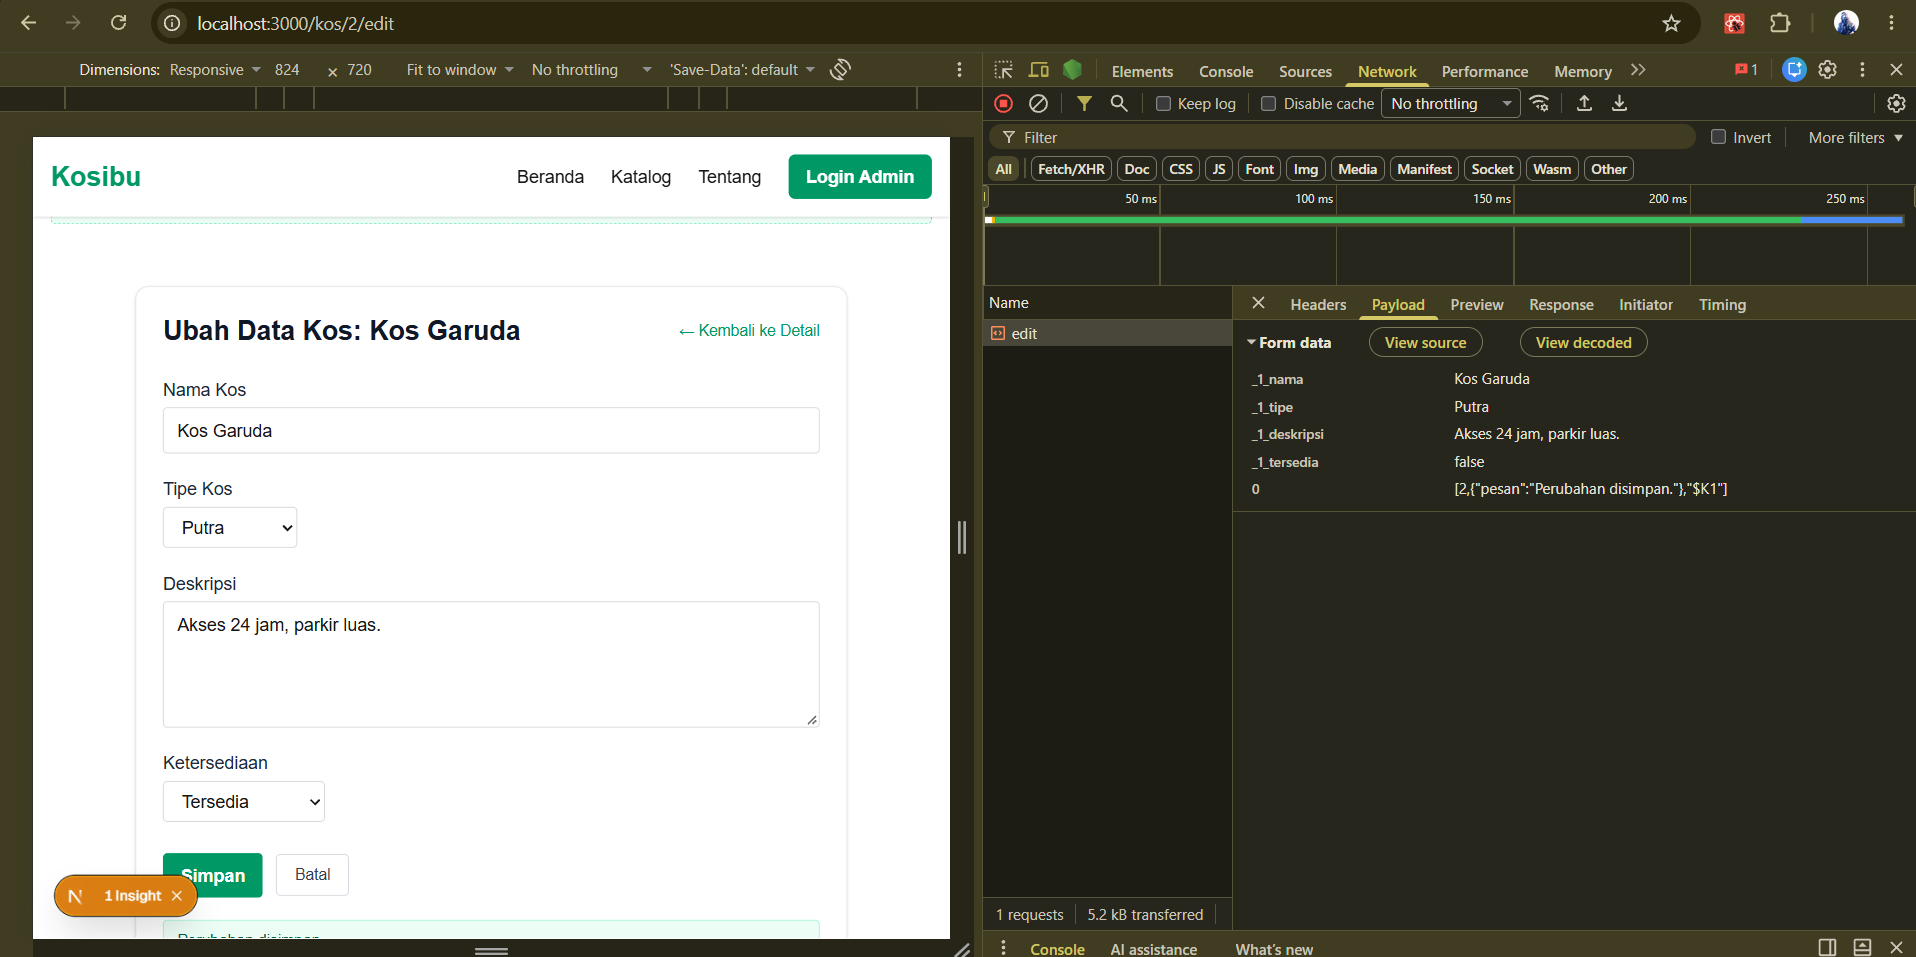 localhost:3000/kos/2/edit
Dimensions: Responsive 824 × 720 Fit to window No throttling 'Save-Data': default
Elements Console Sources Network Performance Memory 1
Keep log Disable cache No throttling
Filter Invert More filters
All Fetch/XHR Doc CSS JS Font Img Media Manifest Socket Wasm Other
50 ms 100 ms 150 ms 200 ms 250 ms
Kosibu Beranda Katalog Tentang Login Admin
Ubah Data Kos: Kos Garuda ← Kembali ke Detail
Nama Kos
Kos Garuda
Tipe Kos
Putra
Deskripsi
Akses 24 jam, parkir luas.
Ketersediaan
Tersedia
Simpan Batal
N 1 Insight
Perubahan disimpan.
Name
edit
Headers Payload Preview Response Initiator Timing
Form data View source View decoded
_1_nama Kos Garuda
_1_tipe Putra
_1_deskripsi Akses 24 jam, parkir luas.
_1_tersedia false
0 [2,{"pesan":"Perubahan disimpan."},"$K1"]
1 requests 5.2 kB transferred
Console AI assistance What's new